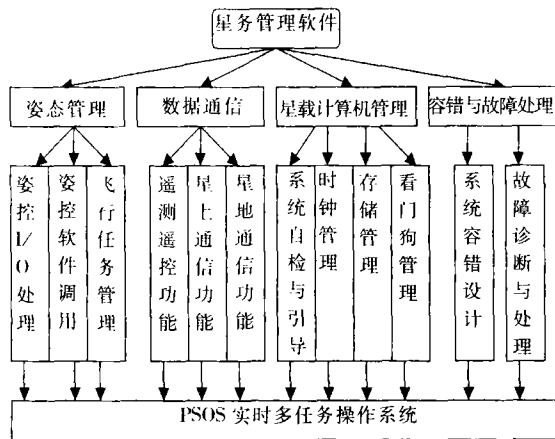 星务管理软件
姿态管理
数据通信
星载计算机管理
容错与故障处理
姿控I/O处理
姿控软件调用
飞行任务管理
遥测遥控功能
星上通信功能
星地通信功能
系统自检与引导
时钟管理
存储管理
看门狗管理
系统容错设计
故障诊断与处理
PSOS 实时多任务操作系统